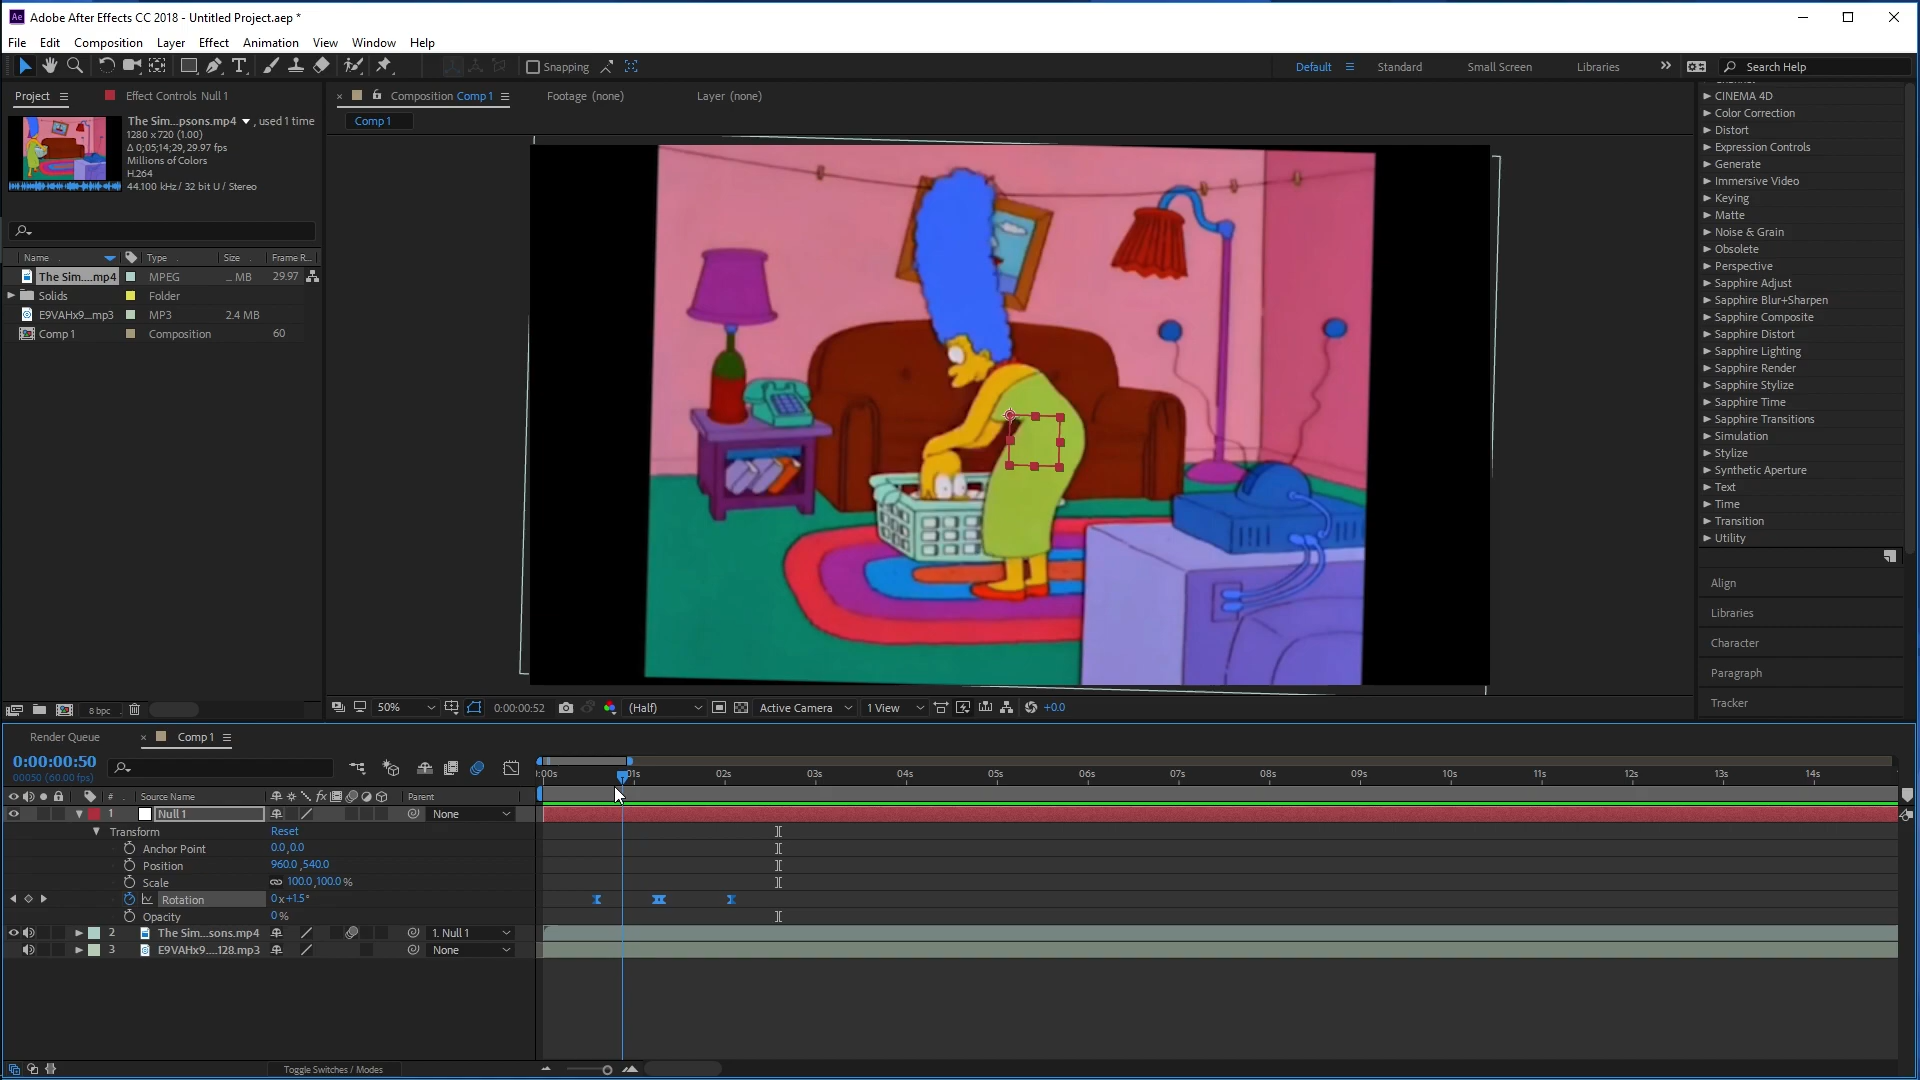 Ae Adobe After Effects CC 2018 - Untitled Project.aep *
File Edit Composition Layer Effect Animation View Window Help
T Snapping Default Standard Small Screen Libraries Search Help
Project Effect Controls Null 1
The Sim...psons.mp4 , used 1 time
1280 x 720 (1.00)
Δ 0;05;14;29, 29.97 fps
Millions of Colors
H.264
44.100 kHz / 32 bit U / Stereo
Name Type Size Frame R...
The Sim....mp4 MPEG ... MB 29.97
Solids Folder
E9VAHx9_...mp3 MP3 2.4 MB
Comp 1 Composition 60
8 bpc
Composition Comp 1 Footage (none) Layer (none)
Comp 1
50% 0:00:00:52 (Half) Active Camera 1 View +0.0
CINEMA 4D
Color Correction
Distort
Expression Controls
Generate
Immersive Video
Keying
Matte
Noise & Grain
Obsolete
Perspective
Sapphire Adjust
Sapphire Blur+Sharpen
Sapphire Composite
Sapphire Distort
Sapphire Lighting
Sapphire Render
Sapphire Stylize
Sapphire Time
Sapphire Transitions
Simulation
Stylize
Synthetic Aperture
Text
Time
Transition
Utility
Align
Libraries
Character
Paragraph
Tracker
Render Queue Comp 1
0:00:00:50
00050 (60.00 fps)
# Source Name fx Parent
1 Null 1 None
Transform Reset
Anchor Point 0.0,0.0
Position 960.0,540.0
Scale 100.0,100.0%
Rotation 0x+1.5°
Opacity 0%
2 The Sim...sons.mp4 1. Null 1
3 E9VAHx9....128.mp3 None
:00s 01s 02s 03s 04s 05s 06s 07s 08s 09s 10s 11s 12s 13s 14s
Toggle Switches / Modes